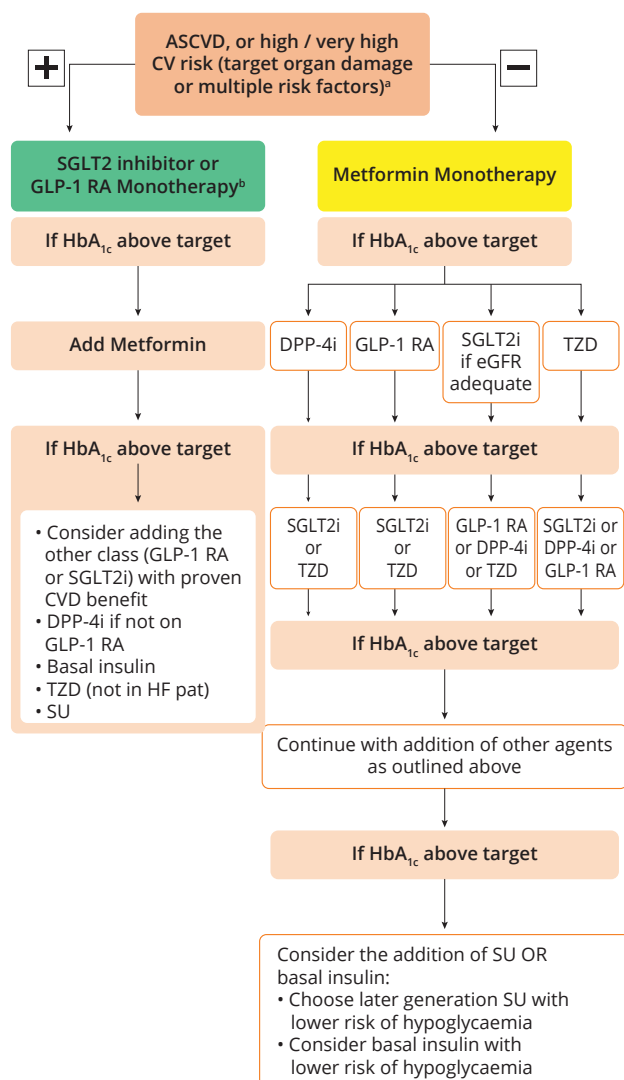 ASCVD, or high / very high
CV risk (target organ damage
or multiple risk factors)ᵃ
+
−
SGLT2 inhibitor or
GLP-1 RA Monotherapyᵇ
If HbA1c above target
Add Metformin
If HbA1c above target
• Consider adding the
other class (GLP-1 RA
or SGLT2i) with proven
CVD benefit
• DPP-4i if not on
GLP-1 RA
• Basal insulin
• TZD (not in HF pat)
• SU
Metformin Monotherapy
If HbA1c above target
DPP-4i
GLP-1 RA
SGLT2i
if eGFR
adequate
TZD
If HbA1c above target
SGLT2i
or
TZD
SGLT2i
or
TZD
GLP-1 RA
or DPP-4i
or TZD
SGLT2i or
DPP-4i or
GLP-1 RA
If HbA1c above target
Continue with addition of other agents
as outlined above
If HbA1c above target
Consider the addition of SU OR
basal insulin:
• Choose later generation SU with
lower risk of hypoglycaemia
• Consider basal insulin with
lower risk of hypoglycaemia